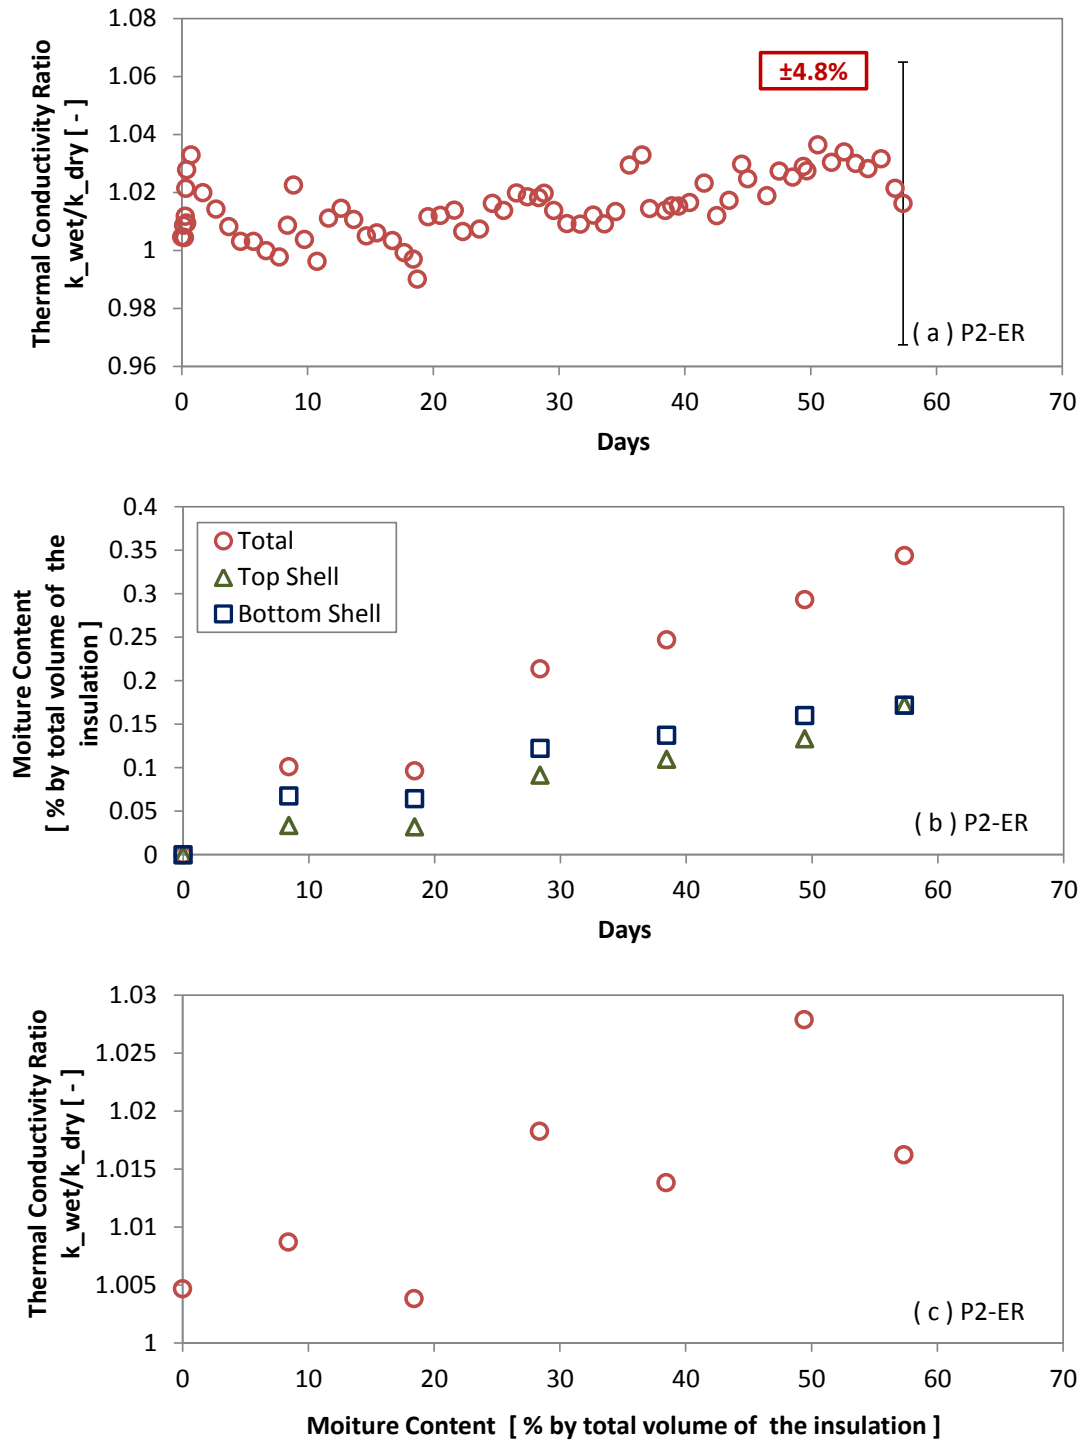 Thermal Conductivity Ratio
k_wet/k_dry [ - ]
1.08
1.06
1.04
1.02
1
0.98
0.96
±4.8%
( a ) P2-ER
0 10 20 30 40 50 60 70
Days
Moiture Content
[ % by total volume of the
insulation ]
0.4
0.35
0.3
0.25
0.2
0.15
0.1
0.05
0
Total
Top Shell
Bottom Shell
( b ) P2-ER
0 10 20 30 40 50 60 70
Days
Thermal Conductivity Ratio
k_wet/k_dry [ - ]
1.03
1.025
1.02
1.015
1.01
1.005
1
( c ) P2-ER
0 10 20 30 40 50 60 70
Moiture Content [ % by total volume of the insulation ]